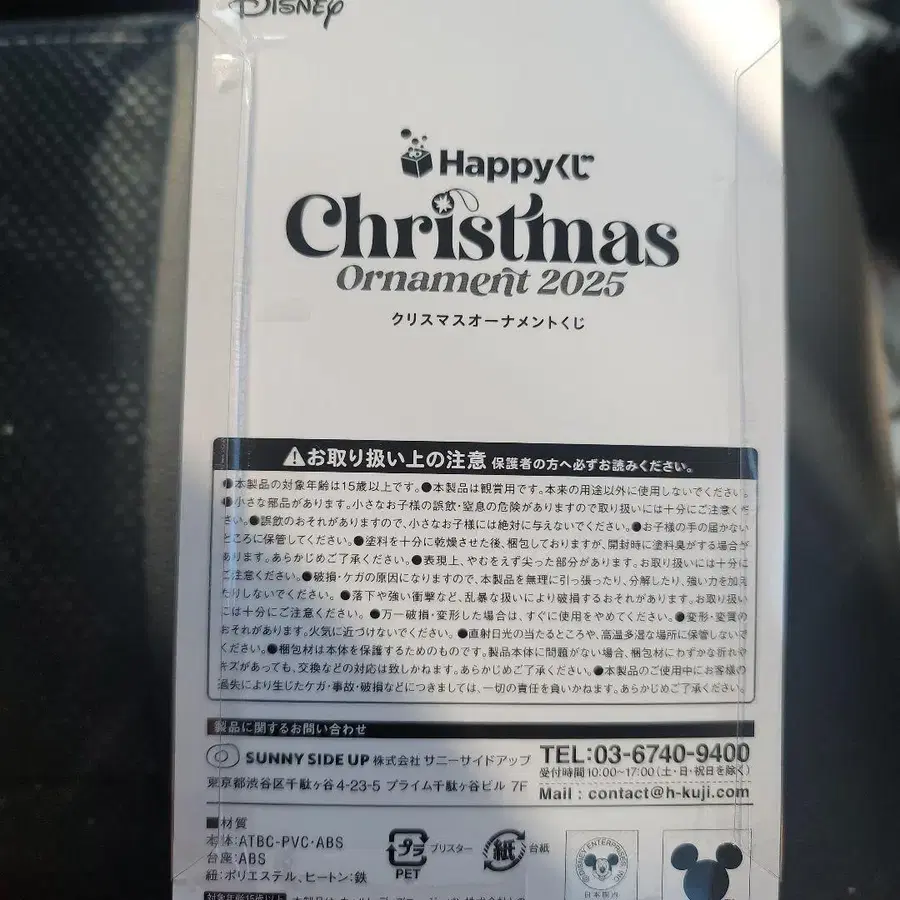 Disney
Happyくじ
Christmas
Ornament 2025
クリスマスオーナメントくじ
お取り扱い上の注意 保護者の方へ必ずお読みください。
●本製品の対象年齢は15歳以上です。●本製品は観賞用です。本来の用途以外に使用しないでください。
●小さな部品があります。小さなお子様の誤飲・窒息の危険がありますので取り扱いには十分にご注意くだ
さい。●誤飲のおそれがありますので、小さなお子様には絶対に与えないでください。●お子様の手の届かない
ところに保管してください。●塗料を十分に乾燥させた後、梱包しておりますが、開封時に塗料臭がする場合が
あります。あらかじめご了承ください。●表現上、やむをえず尖った部分があります。お取り扱いには十分に
ご注意ください。●破損・ケガの原因になりますので、本製品を無理に引っ張ったり、分解したり、強い力を加え
たりしないでください。●落下や強い衝撃など、乱暴な扱いにより破損するおそれがあります。お取り扱い
には十分にご注意ください。●万一破損・変形した場合は、すぐに使用をやめてください。●変形・変質の
おそれがあります。火気に近づけないでください。●直射日光の当たるところや、高温多湿な場所に保管しないで
ください。●梱包材は本体を保護するためのものです。製品本体に問題がない場合、梱包材にわずかな折れや
キズがあっても、交換などの対応は致しかねます。あらかじめご了承ください。●本製品のご使用中にお客様の
過失により生じたケガ・事故・破損などにつきましては、一切の責任を負いかねます。あらかじめご了承ください。
製品に関するお問い合わせ
SUNNY SIDE UP 株式会社 サニーサイドアップ
東京都渋谷区千駄ヶ谷4-23-5 プライム千駄ヶ谷ビル 7F
TEL:03-6740-9400
受付時間 10:00~17:00(土・日・祝日を除く)
Mail : contact@h-kuji.com
■材質
本体:ATBC-PVC・ABS
台座:ABS
紐:ポリエステル、ヒートン:鉄
プラ ブリスター
PET
紙 台紙
©DISNEY ENTERPRISES, INC.
日本国内
対象年齢15歳以上